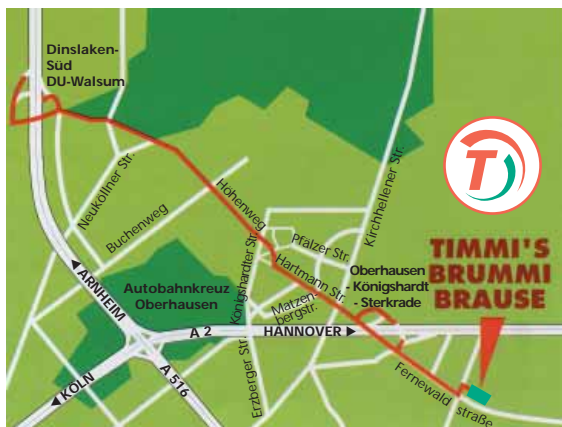 Dinslaken-
Süd
DU-Walsum
Neuköllner Str.
Buchenweg
Höhenweg
Königshardter Str.
Pfälzer Str.
Kirchhellener Str.
Hartmann Str.
Matzen-
bergstr.
Oberhausen
- Königshardt
- Sterkrade
T
TIMMI'S
BRUMMI
BRAUSE
ARNHEIM
Autobahnkreuz
Oberhausen
A 2
HANNOVER
KÖLN
A 516
Erzberger Str.
Fernewald
straße